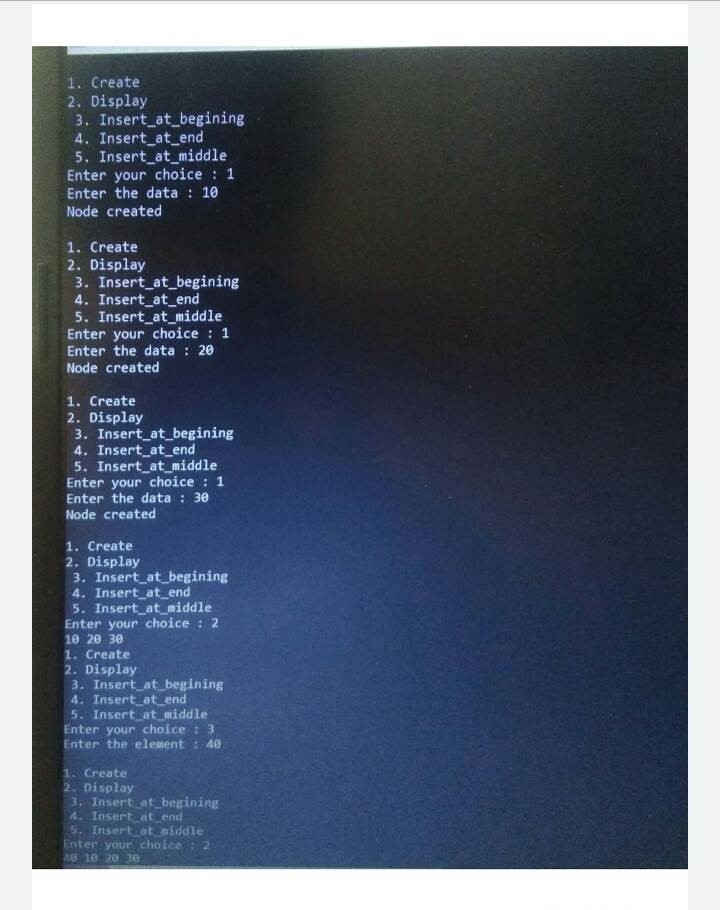 1. Create
2. Display
3. Insert_at_begining
4. Insert_at_end
5. Insert_at_middle
Enter your choice : 1
Enter the data : 10
Node created
1. Create
2. Display
3. Insert_at_begining
4. Insert_at_end
5. Insert_at_middle
Enter your choice : 1
Enter the data : 20
Node created
1. Create
2. Display
3. Insert_at_begining
4. Insert_at_end
5. Insert_at_middle
Enter your choice : 1
Enter the data : 30
Node created
1. Create
2. Display
3. Insert_at_begining
4. Insert_at_end
5. Insert_at_middle
Enter your choice : 2
10 20 30
1. Create
2. Display
3. Insert_at_begining
4. Insert_at_end
5. Insert_at_middle
Enter your choice : 3
Enter the element : 40
1. Create
2. Display
3. Insert_at_begining
4. Insert_at_end
5. Insert_at_middle
Enter your choice : 2
40 10 20 30